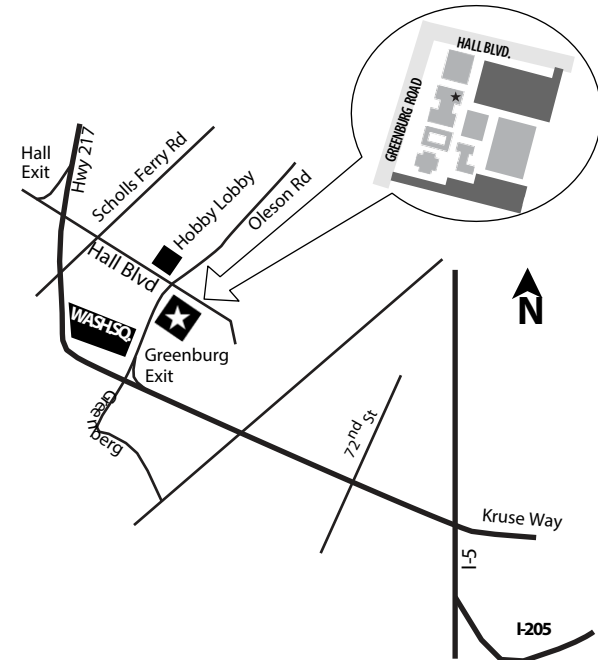 HALL BLVD.
GREENBURG ROAD
Hall
Exit
Hwy 217
Scholls Ferry Rd
Hobby Lobby
Oleson Rd
Hall Blvd
WASH.SQ.
N
Greenburg
Exit
Greenberg
72nd St
Kruse Way
I-5
I-205